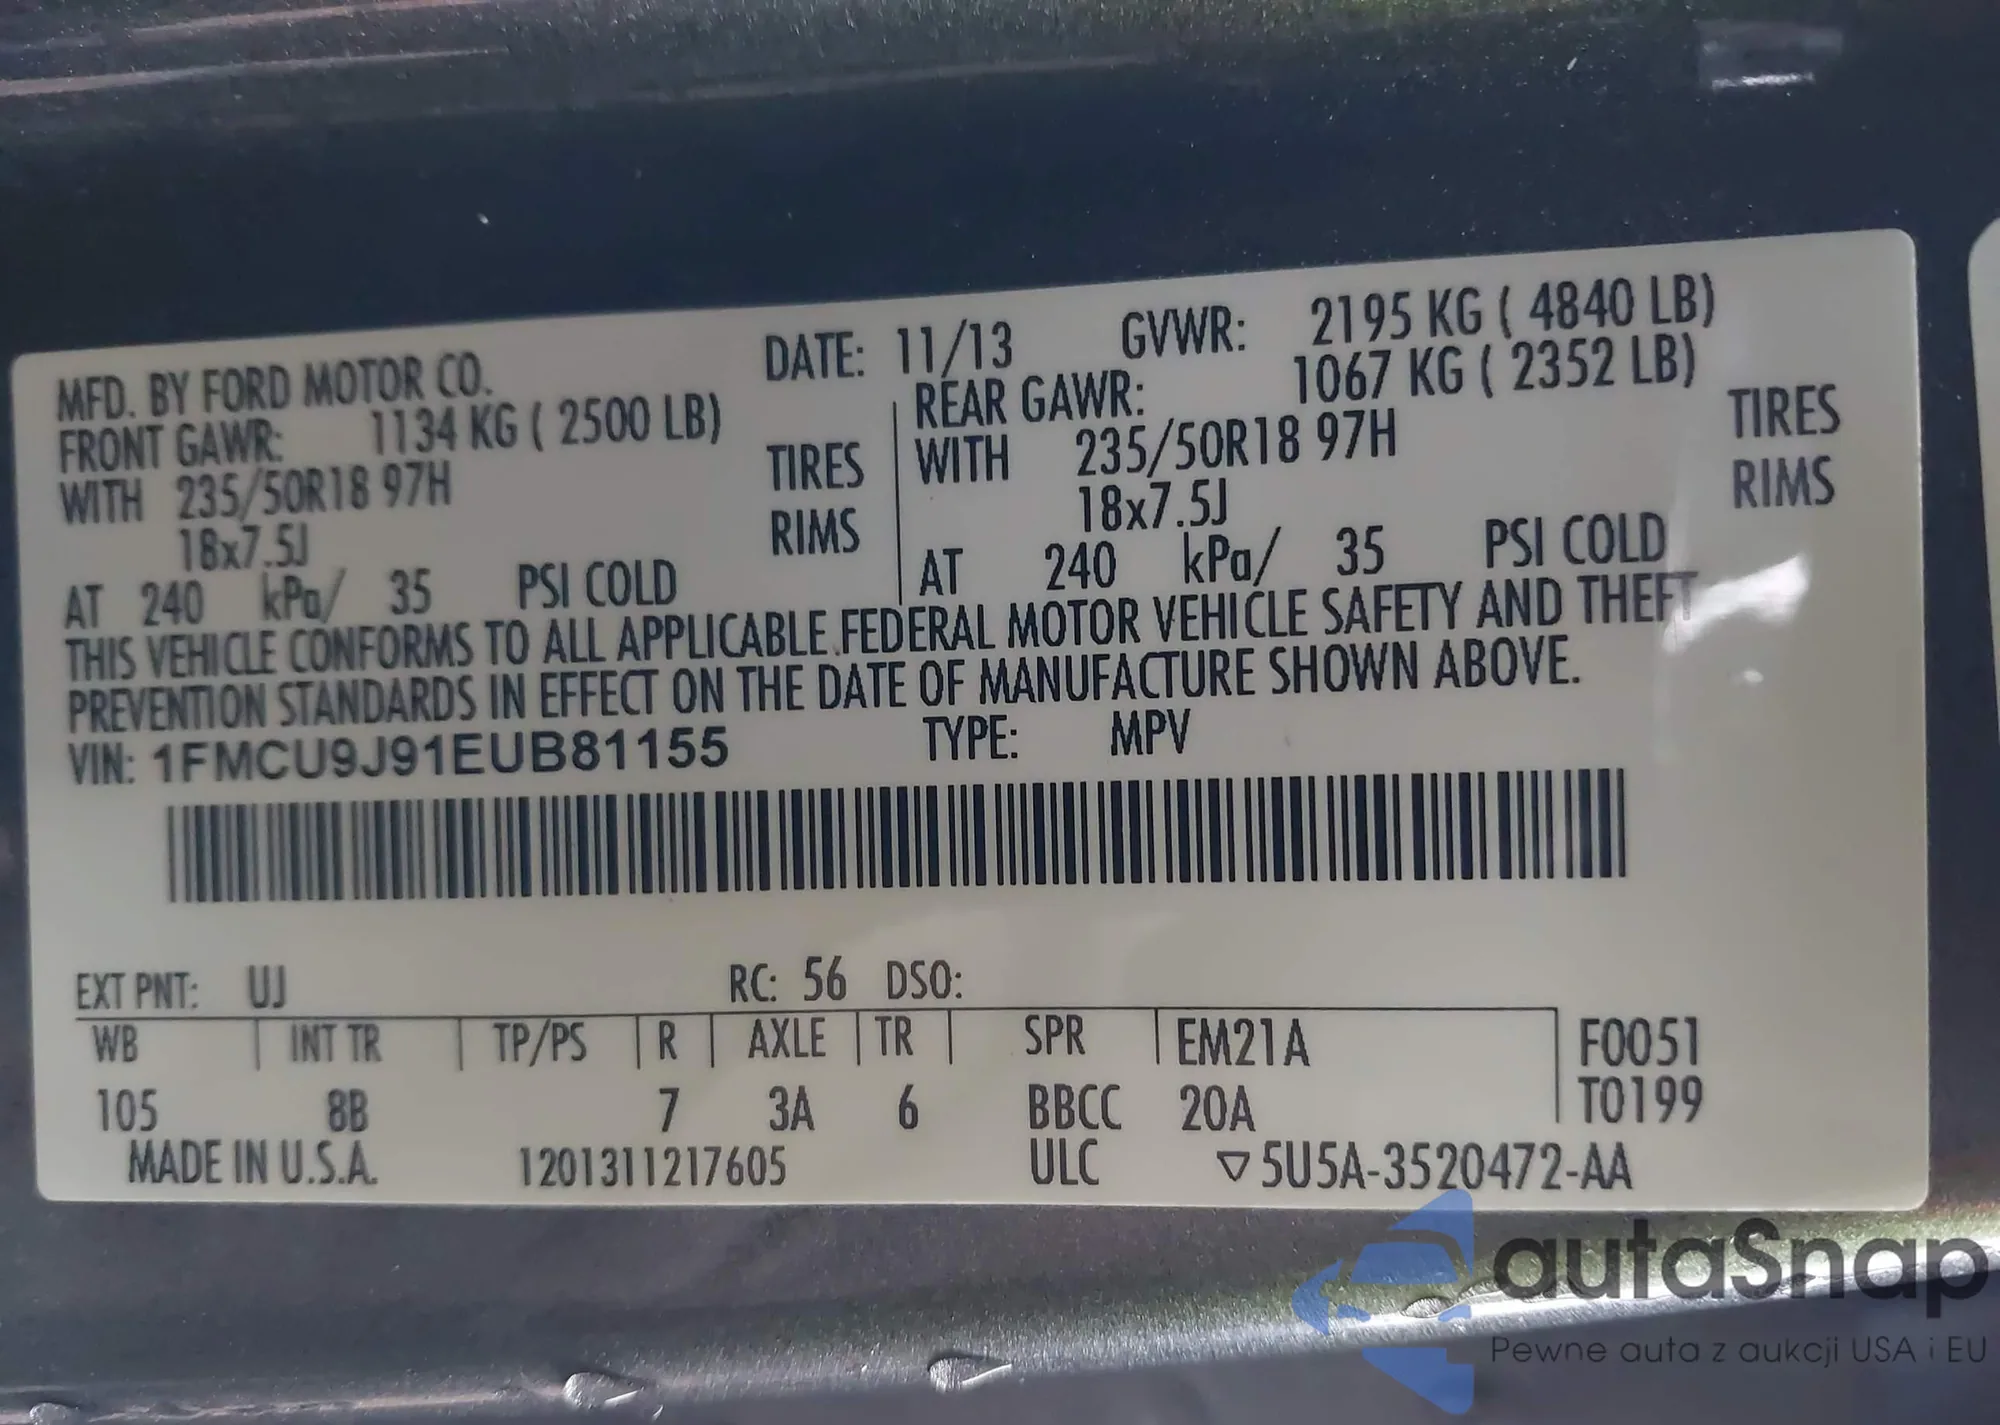 MFD. BY FORD MOTOR CO. DATE: 11/13 GVWR: 2195 KG ( 4840 LB)
FRONT GAWR: 1134 KG ( 2500 LB) REAR GAWR: 1067 KG ( 2352 LB)
WITH 235/50R18 97H TIRES WITH 235/50R18 97H TIRES
18x7.5J RIMS 18x7.5J RIMS
AT 240 kPa/ 35 PSI COLD AT 240 kPa/ 35 PSI COLD
THIS VEHICLE CONFORMS TO ALL APPLICABLE FEDERAL MOTOR VEHICLE SAFETY AND THEFT
PREVENTION STANDARDS IN EFFECT ON THE DATE OF MANUFACTURE SHOWN ABOVE.
VIN: 1FMCU9J91EUB81155 TYPE: MPV
EXT PNT: UJ RC: 56 DSO:
WB INT TR TP/PS R AXLE TR SPR EM21A F0051
105 8B 7 3A 6 BBCC 20A T0199
MADE IN U.S.A. 1201311217605 ULC ▽5U5A-3520472-AA
autaSnap
Pewne auta z aukcji USA i EU